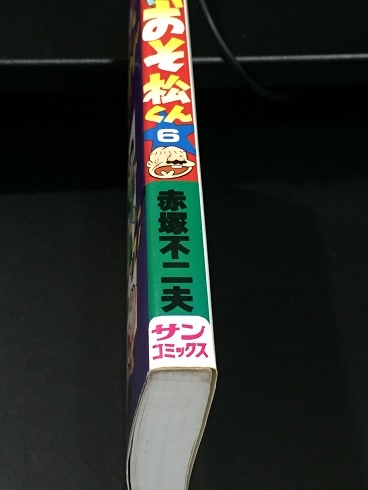 おそ松くん
6
赤塚不二夫
サン
コミックス